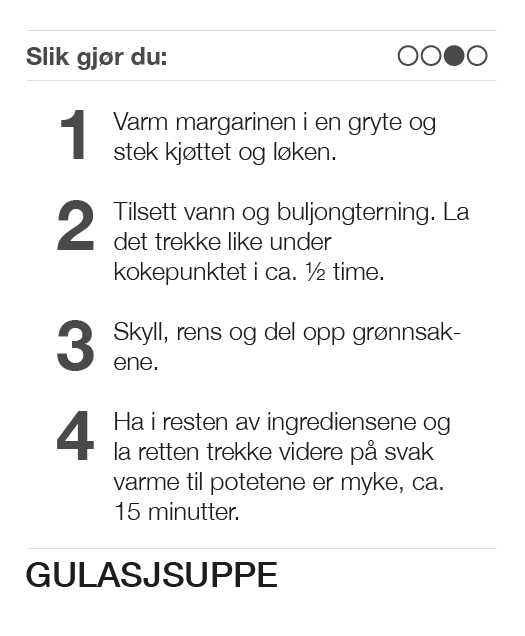 Slik gjør du:
1 Varm margarinen i en gryte og
stek kjøttet og løken.
2 Tilsett vann og buljongterning. La
det trekke like under
kokepunktet i ca. ½ time.
3 Skyll, rens og del opp grønnsak-
ene.
4 Ha i resten av ingrediensene og
la retten trekke videre på svak
varme til potetene er myke, ca.
15 minutter.
GULASJSUPPE